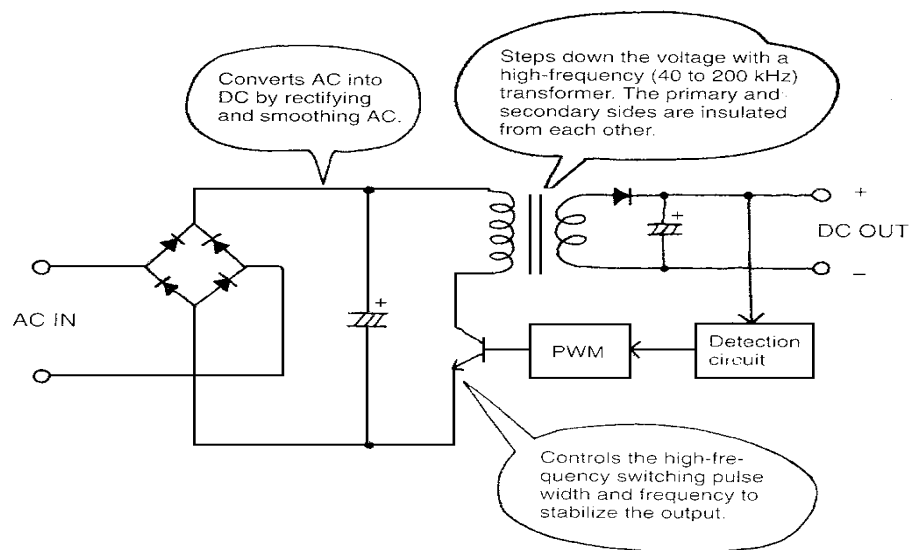 Converts AC into
DC by rectifying
and smoothing AC.
Steps down the voltage with a
high-frequency (40 to 200 kHz)
transformer. The primary and
secondary sides are insulated
from each other.
AC IN
+
+
+
DC OUT
−
PWM
Detection
circuit
Controls the high-fre-
quency switching pulse
width and frequency to
stabilize the output.